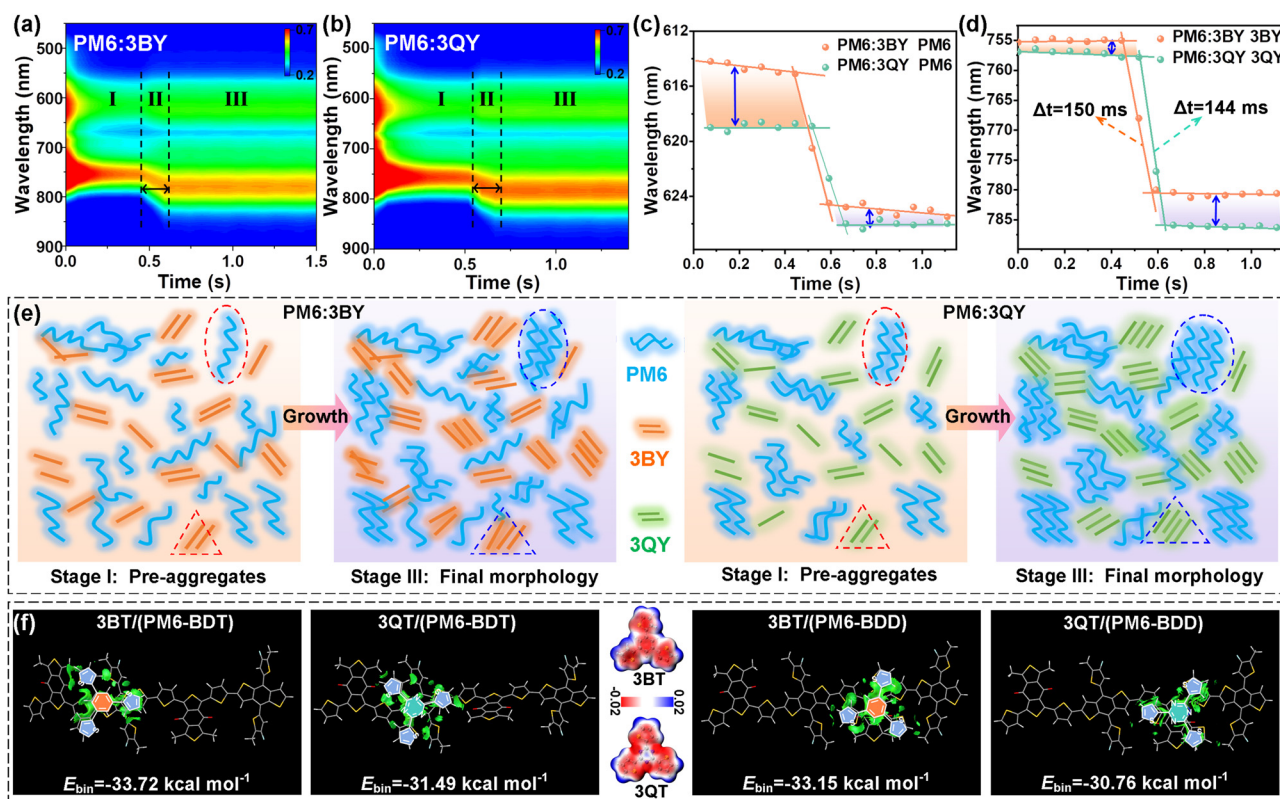 (a)
PM6:3BY
0.7
0.2
I
II
III
450
600
700
800
900
Wavelength (nm)
0.0
0.5
1.0
1.5
Time (s)
(b)
PM6:3QY
0.7
0.2
I
II
III
450
600
700
800
900
Wavelength (nm)
0.0
0.5
1.0
Time (s)
(c)
PM6:3BY PM6
PM6:3QY PM6
612
616
620
624
Wavelength (nm)
0.0
0.2
0.4
0.6
0.8
1.0
Time (s)
(d)
PM6:3BY 3BY
PM6:3QY 3QY
Δt=150 ms
Δt=144 ms
755
760
765
770
775
780
785
Wavelength (nm)
0.0
0.2
0.4
0.6
0.8
1.0
Time (s)
(e)
PM6:3BY
Growth
Stage I: Pre-aggregates
Stage III: Final morphology
PM6
3BY
3QY
PM6:3QY
Growth
Stage I: Pre-aggregates
Stage III: Final morphology
(f)
3BT/(PM6-BDT)
E bin=-33.72 kcal mol-1
3QT/(PM6-BDT)
E bin=-31.49 kcal mol-1
3BT
-0.02
0.02
3QT
3BT/(PM6-BDD)
E bin=-33.15 kcal mol-1
3QT/(PM6-BDD)
E bin=-30.76 kcal mol-1